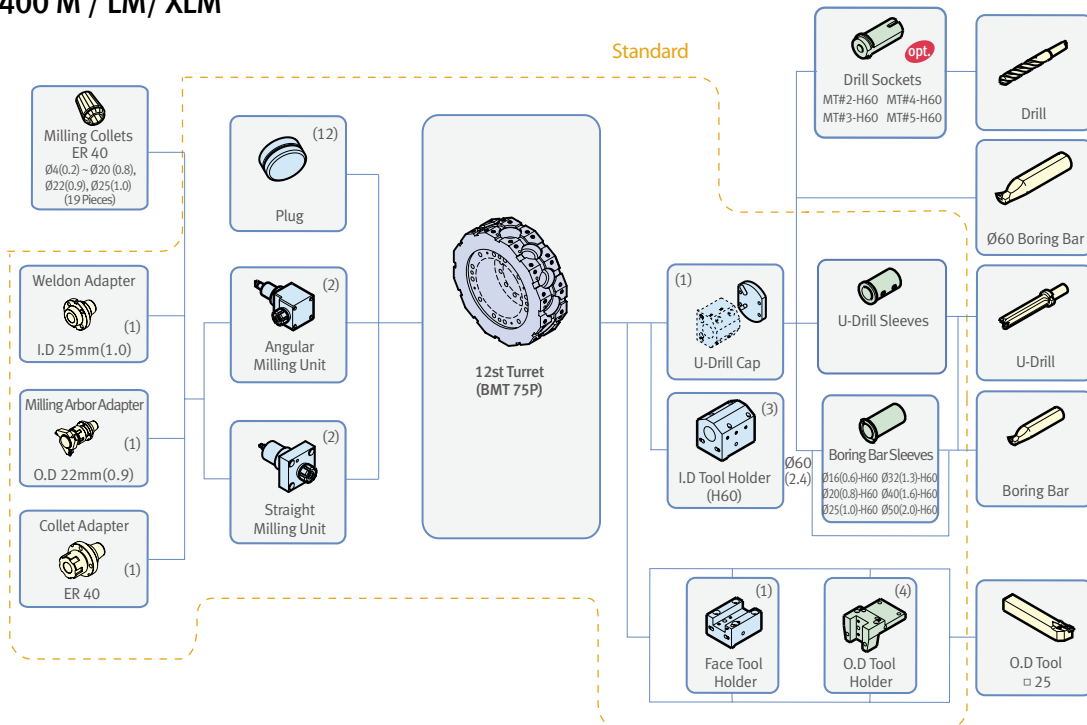 400 M / LM/ XLM
Standard
opt.
Drill Sockets
MT#2-H60 MT#4-H60
MT#3-H60 MT#5-H60
Drill
Milling Collets
ER 40
Ø4(0.2) ~ Ø20 (0.8),
Ø22(0.9), Ø25(1.0)
(19 Pieces)
(12)
Plug
Ø60 Boring Bar
Weldon Adapter
(1)
I.D 25mm(1.0)
(2)
Angular
Milling Unit
12st Turret
(BMT 75P)
(1)
U-Drill Cap
U-Drill Sleeves
U-Drill
Milling Arbor Adapter
(1)
O.D 22mm(0.9)
(2)
Straight
Milling Unit
(3)
I.D Tool Holder
(H60)
Ø60
(2.4)
Boring Bar Sleeves
Ø16(0.6)-H60 Ø32(1.3)-H60
Ø20(0.8)-H60 Ø40(1.6)-H60
Ø25(1.0)-H60 Ø50(2.0)-H60
Boring Bar
Collet Adapter
(1)
ER 40
(1)
Face Tool
Holder
(4)
O.D Tool
Holder
O.D Tool
□ 25